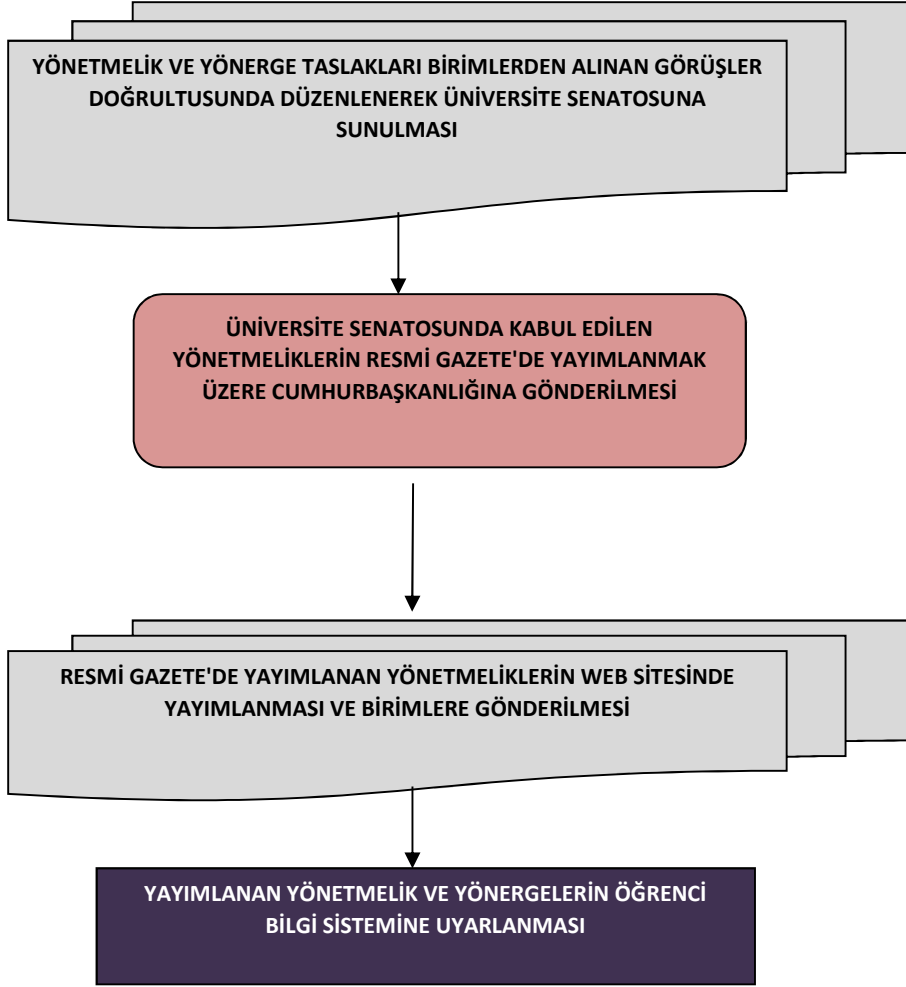 YÖNETMELİK VE YÖNERGE TASLAKLARI BİRİMLERDEN ALINAN GÖRÜŞLER
DOĞRULTUSUNDA DÜZENLENEREK ÜNİVERSİTE SENATOSUNA
SUNULMASI
ÜNİVERSİTE SENATOSUNDA KABUL EDİLEN
YÖNETMELİKLERİN RESMİ GAZETE'DE YAYIMLANMAK
ÜZERE CUMHURBAŞKANLIĞINA GÖNDERİLMESİ
RESMİ GAZETE'DE YAYIMLANAN YÖNETMELİKLERİN WEB SİTESİNDE
YAYIMLANMASI VE BİRİMLERE GÖNDERİLMESİ
YAYIMLANAN YÖNETMELİK VE YÖNERGELERİN ÖĞRENCİ
BİLGİ SİSTEMİNE UYARLANMASI